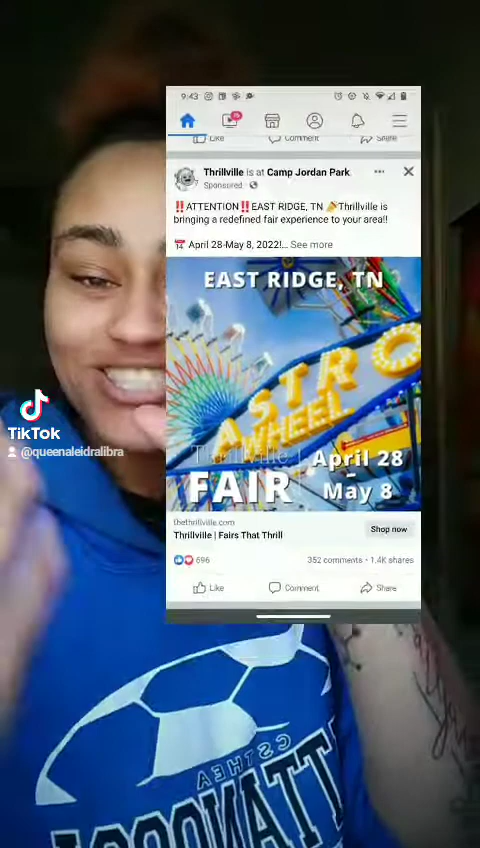 9:43
Like Comment Share
Thrillville is at Camp Jordan Park
Sponsored
‼️ATTENTION‼️EAST RIDGE, TN 🎉Thrillville is
bringing a redefined fair experience to your area!!
📅 April 28-May 8, 2022!... See more
EAST RIDGE, TN
ASTRO
WHEEL
Thrillville
FAIR
April 28
-
May 8
thethrillville.com
Thrillville | Fairs That Thrill
Shop now
696
352 comments • 1.4K shares
Like Comment Share
TikTok
@queenaleidralibra